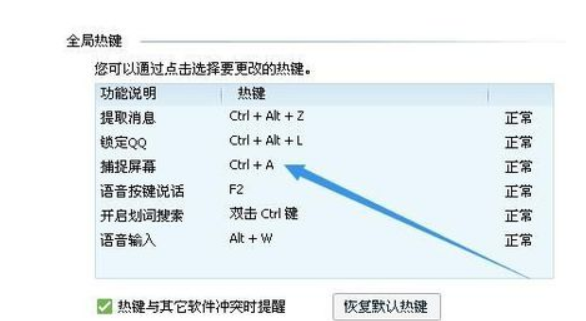 全局热键
您可以通过点击选择要更改的热键。
功能说明 热键
提取消息 Ctrl + Alt + Z 正常
锁定QQ Ctrl + Alt + L 正常
捕捉屏幕 Ctrl + A 正常
语音按键说话 F2 正常
开启划词搜索 双击 Ctrl 键 正常
语音输入 Alt + W 正常
热键与其它软件冲突时提醒 恢复默认热键